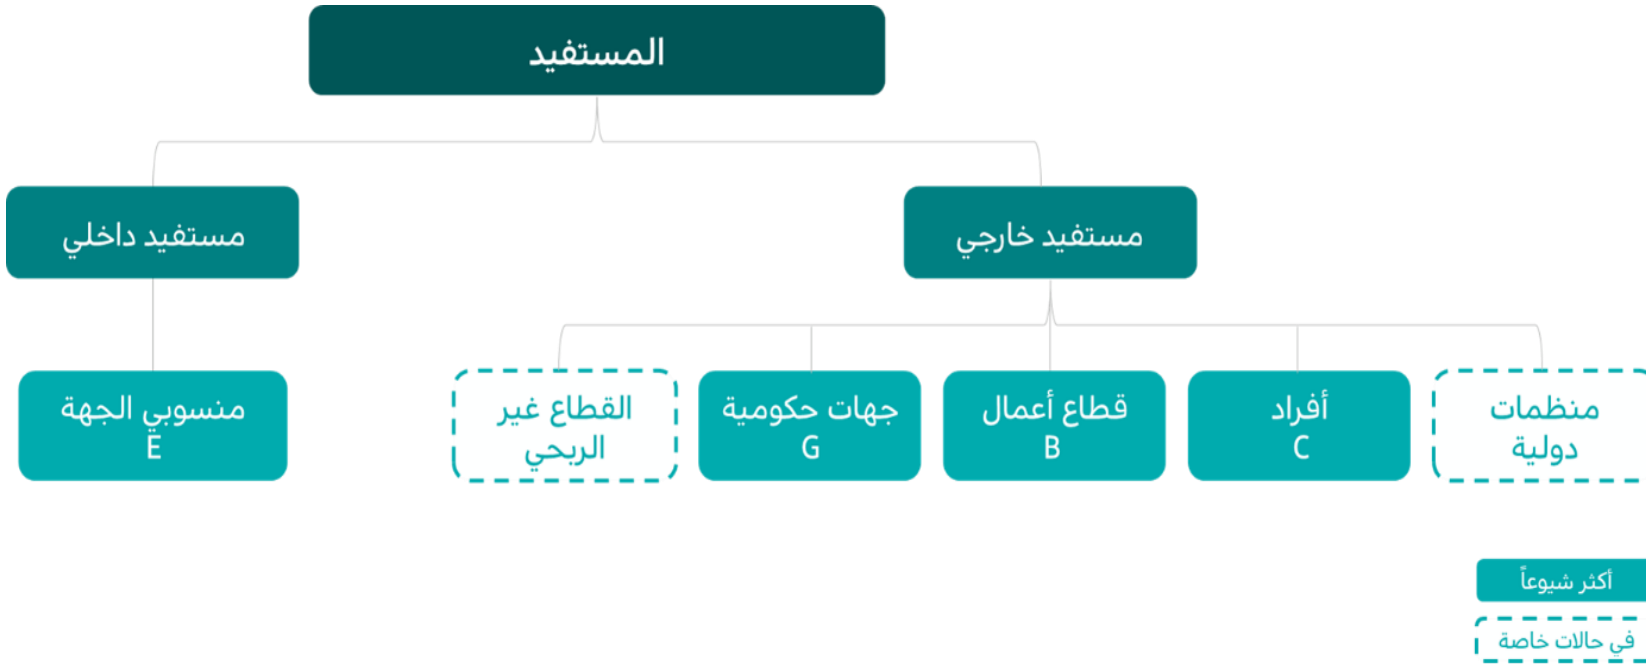 المستفيد
مستفيد خارجي
مستفيد داخلي
منظمات
دولية
أفراد
C
قطاع أعمال
B
جهات حكومية
G
القطاع غير
الربحي
منسوبي الجهة
E
أكثر شيوعاً
في حالات خاصة